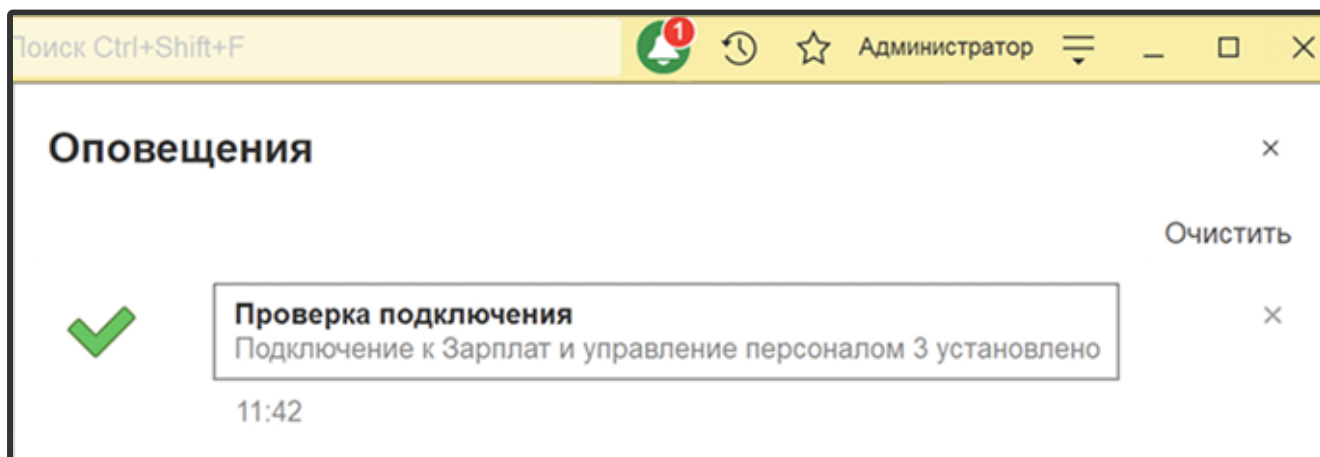 Поиск Ctrl+Shift+F
1
Администратор
Оповещения
Очистить
Проверка подключения
Подключение к Зарплат и управление персоналом 3 установлено
11:42